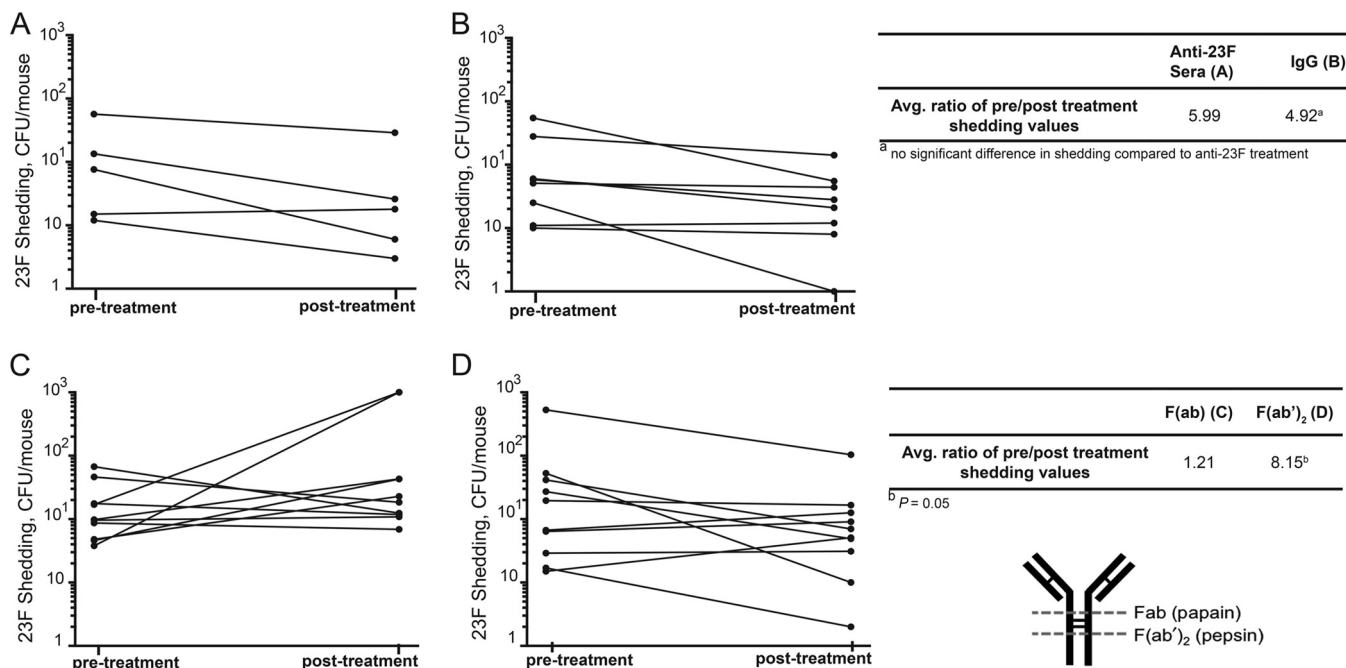 A
23F Shedding, CFU/mouse
10³
10²
10¹
10
1
pre-treatment
post-treatment
B
23F Shedding, CFU/mouse
10³
10²
10¹
10
1
pre-treatment
post-treatment
Anti-23F
Sera (A)
IgG (B)
Avg. ratio of pre/post treatment
shedding values
5.99
4.92ᵃ
ᵃ no significant difference in shedding compared to anti-23F treatment
C
23F Shedding, CFU/mouse
10³
10²
10¹
10
1
pre-treatment
post-treatment
D
23F Shedding, CFU/mouse
10³
10²
10¹
10
1
pre-treatment
post-treatment
F(ab) (C)
F(ab’)₂ (D)
Avg. ratio of pre/post treatment
shedding values
1.21
8.15ᵇ
ᵇ P = 0.05
Fab (papain)
F(ab′)₂ (pepsin)